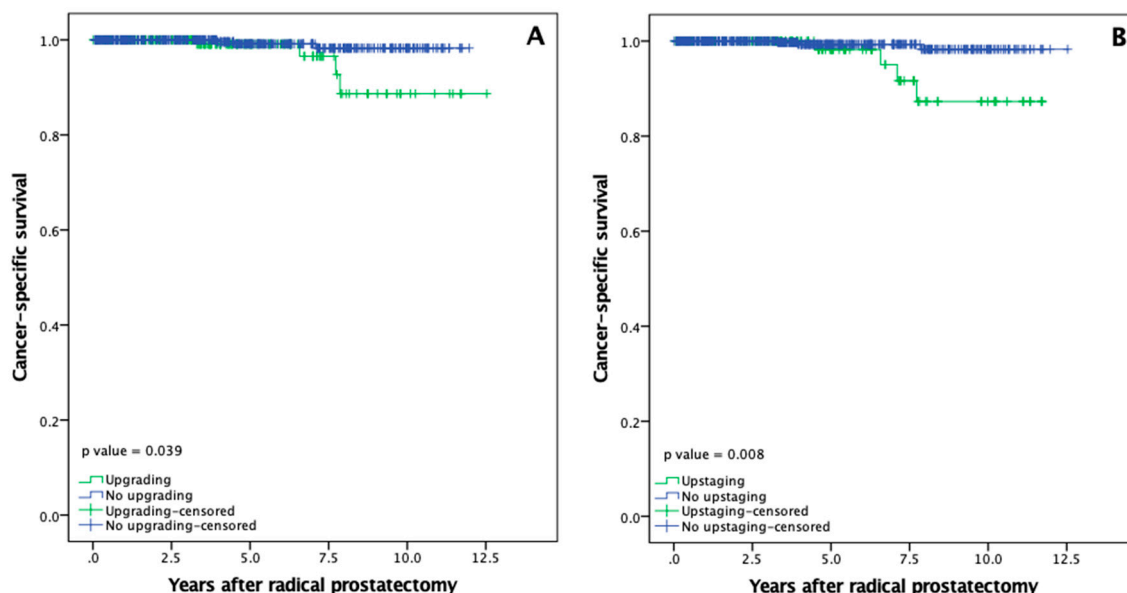 A
Cancer-specific survival
1.0
0.8
0.6
0.4
0.2
0.0
p value = 0.039
Upgrading
No upgrading
Upgrading-censored
No upgrading-censored
.0 2.5 5.0 7.5 10.0 12.5
Years after radical prostatectomy
B
Cancer-specific survival
1.0
0.8
0.6
0.4
0.2
0.0
p value = 0.008
Upstaging
No upstaging
Upstaging-censored
No upstaging-censored
.0 2.5 5.0 7.5 10.0 12.5
Years after radical prostatectomy